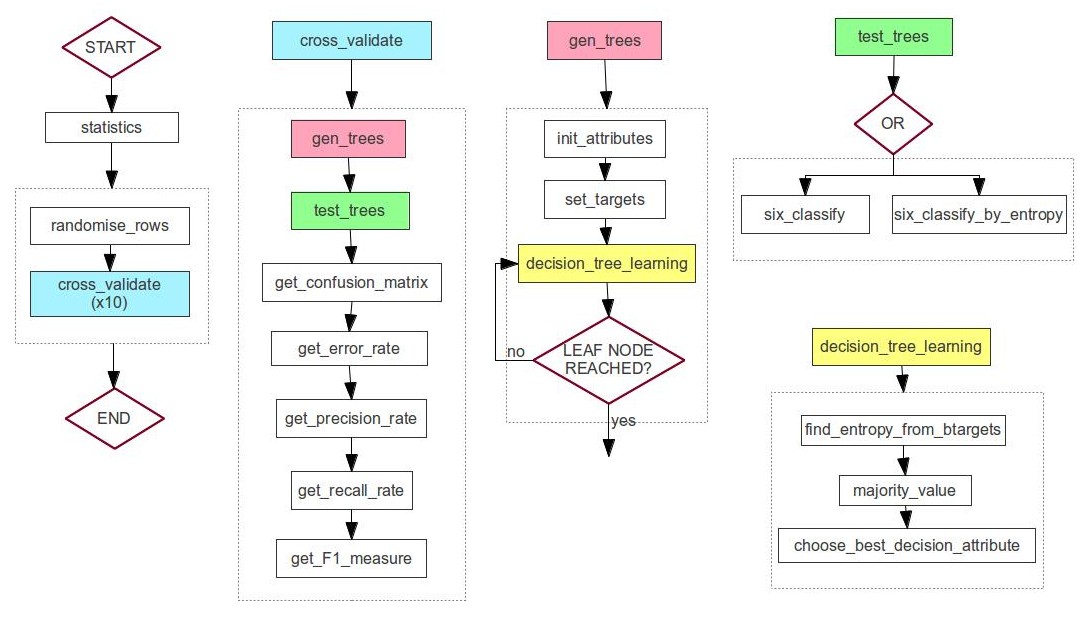 START
statistics
randomise_rows
cross_validate
(x10)
END
cross_validate
gen_trees
test_trees
get_confusion_matrix
get_error_rate
get_precision_rate
get_recall_rate
get_F1_measure
gen_trees
init_attributes
set_targets
decision_tree_learning
no
LEAF NODE
REACHED?
yes
test_trees
OR
six_classify
six_classify_by_entropy
decision_tree_learning
find_entropy_from_btargets
majority_value
choose_best_decision_attribute